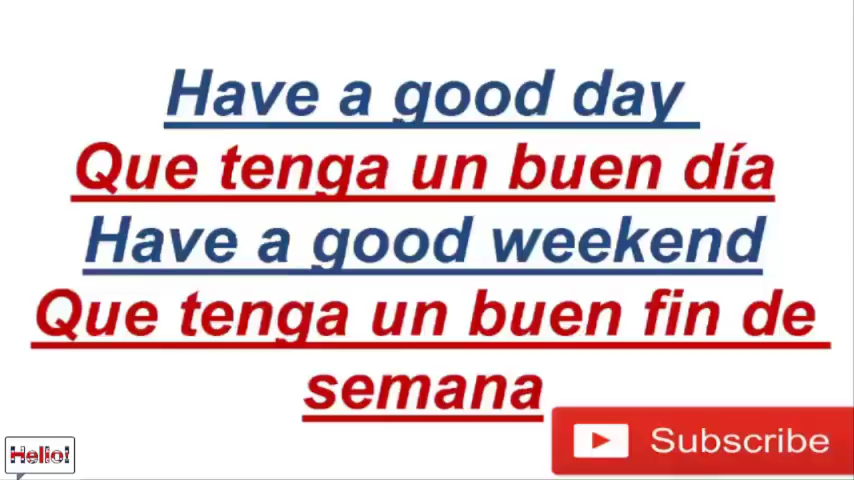 Have a good day
Que tenga un buen día
Have a good weekend
Que tenga un buen fin de
semana
Subscribe
Hello!